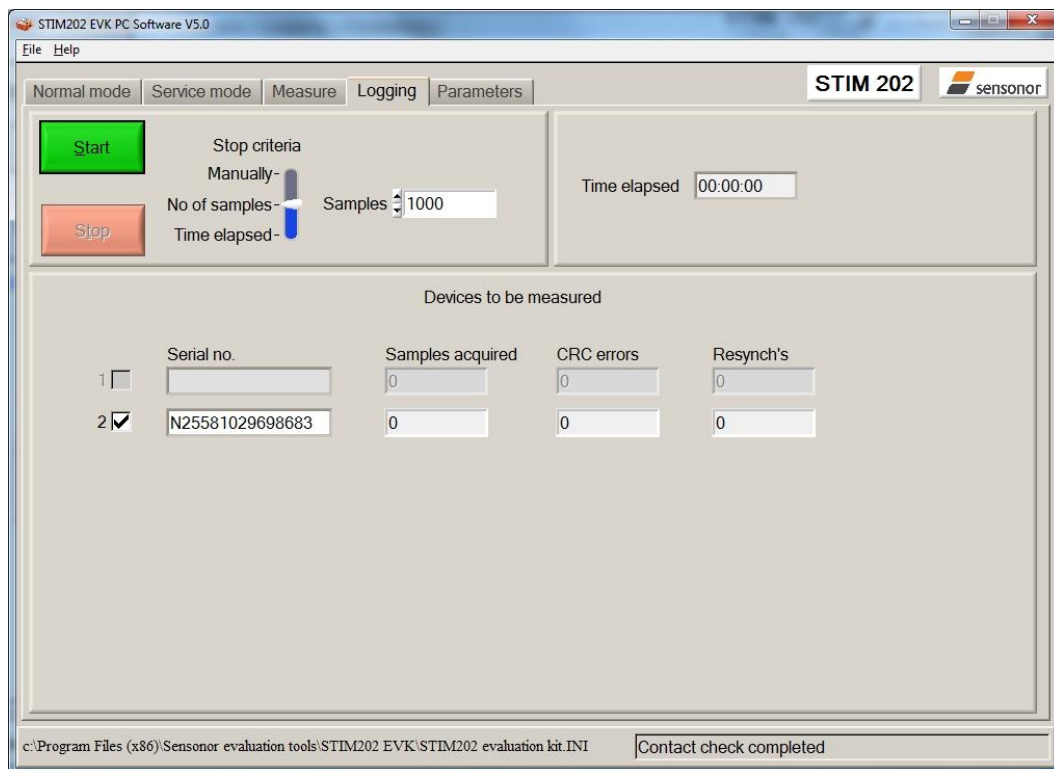 STIM202 EVK PC Software V5.0
File Help
Normal mode Service mode Measure Logging Parameters
STIM 202 sensonor
Start
Stop
Stop criteria
Manually-
No of samples-
Time elapsed-
Samples 1000
Time elapsed 00:00:00
Devices to be measured
Serial no. Samples acquired CRC errors Resynch's
1 0 0 0
2 N25581029698683 0 0 0
c:\Program Files (x86)\Sensonor evaluation tools\STIM202 EVK\STIM202 evaluation kit.INI Contact check completed